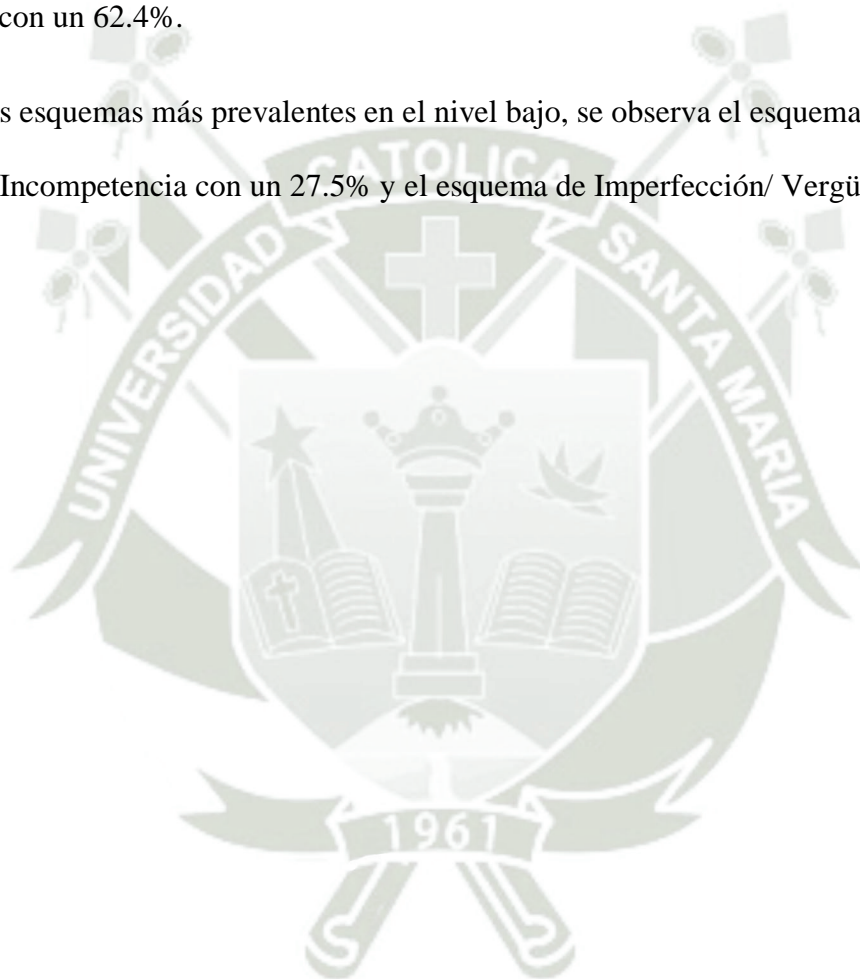 con un 62.4%.
s esquemas más prevalentes en el nivel bajo, se observa el esquema
Incompetencia con un 27.5% y el esquema de Imperfección/ Vergü
UNIVERSIDAD CATOLICA SANTA MARIA
1961